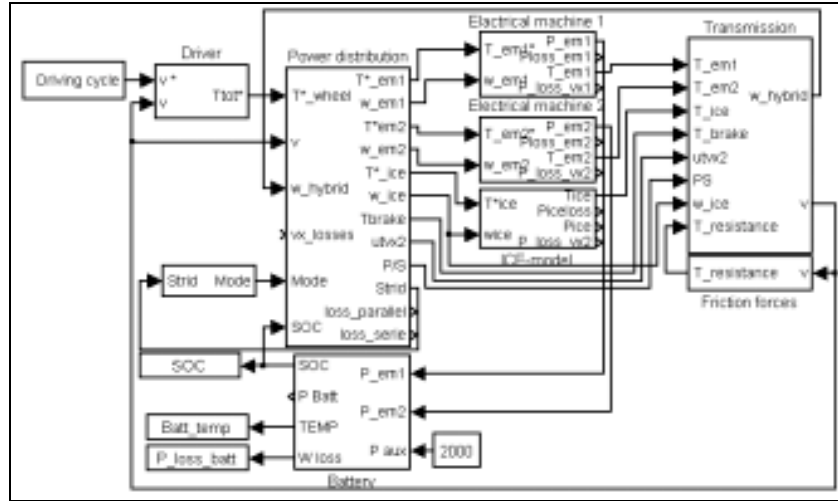 Driving cycle
Driver
v*
v
Ttot*
Power distribution
T*_wheel
v
w_hybrid
vx_losses
Mode
SOC
T*_em1
w_em1
T*em2
w_em2
T*_ice
w_ice
Tbrake
utvx2
P/S
Strid
loss_parallel
loss_serie
Strid Mode
Electrical machine 1
T_em1*
w_em1
P_em1
Ploss_em1
T_em1
P_loss_vx1
Electrical machine 2
T_em2*
w_em2
P_em2
Ploss_em2
T_em2
P_loss_vx2
T*ice
wice
Tice
Piceloss
Pice
P_loss_vx2
ICE-model
Transmission
T_em1
T_em2
T_ice
T_brake
utvx2
PS
w_ice
T_resistance
w_hybrid
v
T_resistance v
Friction forces
SOC
Batt_temp
P_loss_batt
SOC
P Batt
TEMP
W loss
P_em1
P_em2
P aux
Battery
2000